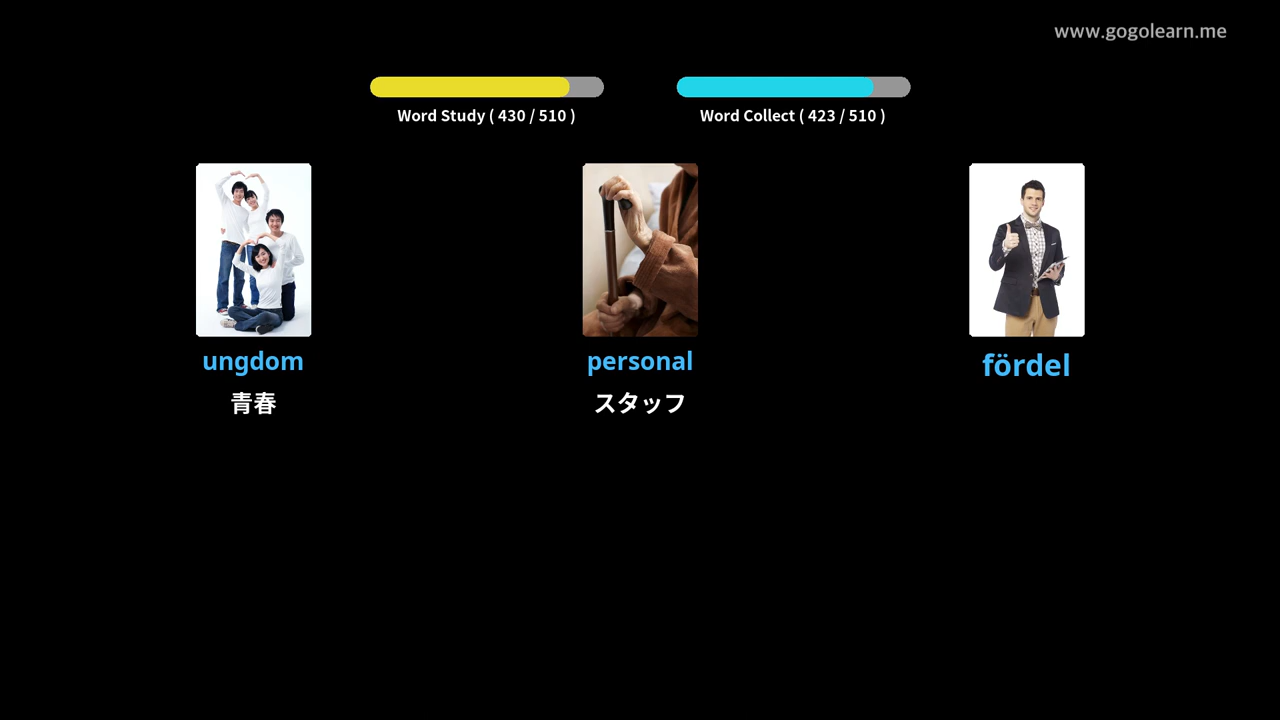 www.gogolearn.me
Word Study ( 430 / 510 )
Word Collect ( 423 / 510 )
ungdom
青春
personal
スタッフ
fördel